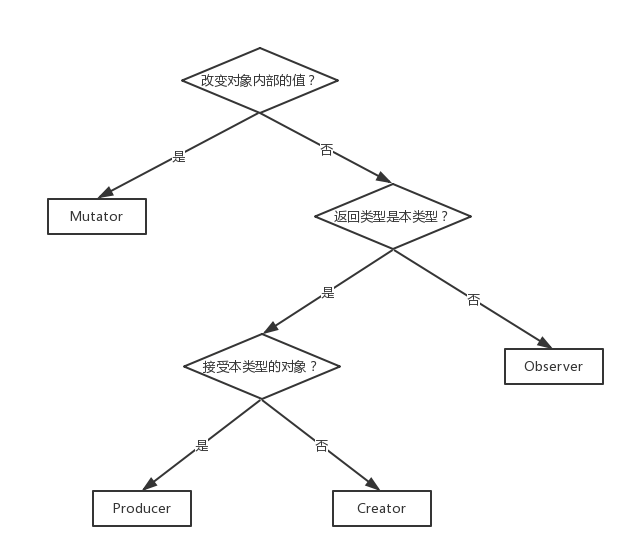 改变对象内部的值？
是
否
Mutator
返回类型是本类型？
是
否
接受本类型的对象？
Observer
是
否
Producer
Creator